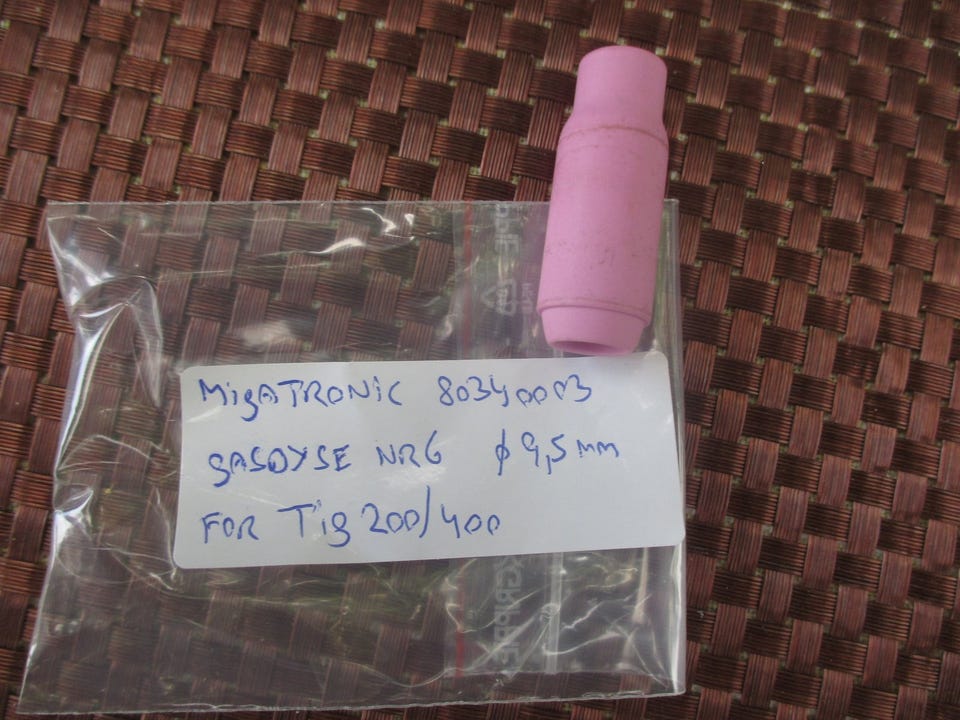 MigATRONiC 80340003
gASDYSE NR6 ϕ 9,5 mm
FOR Tig 200/400